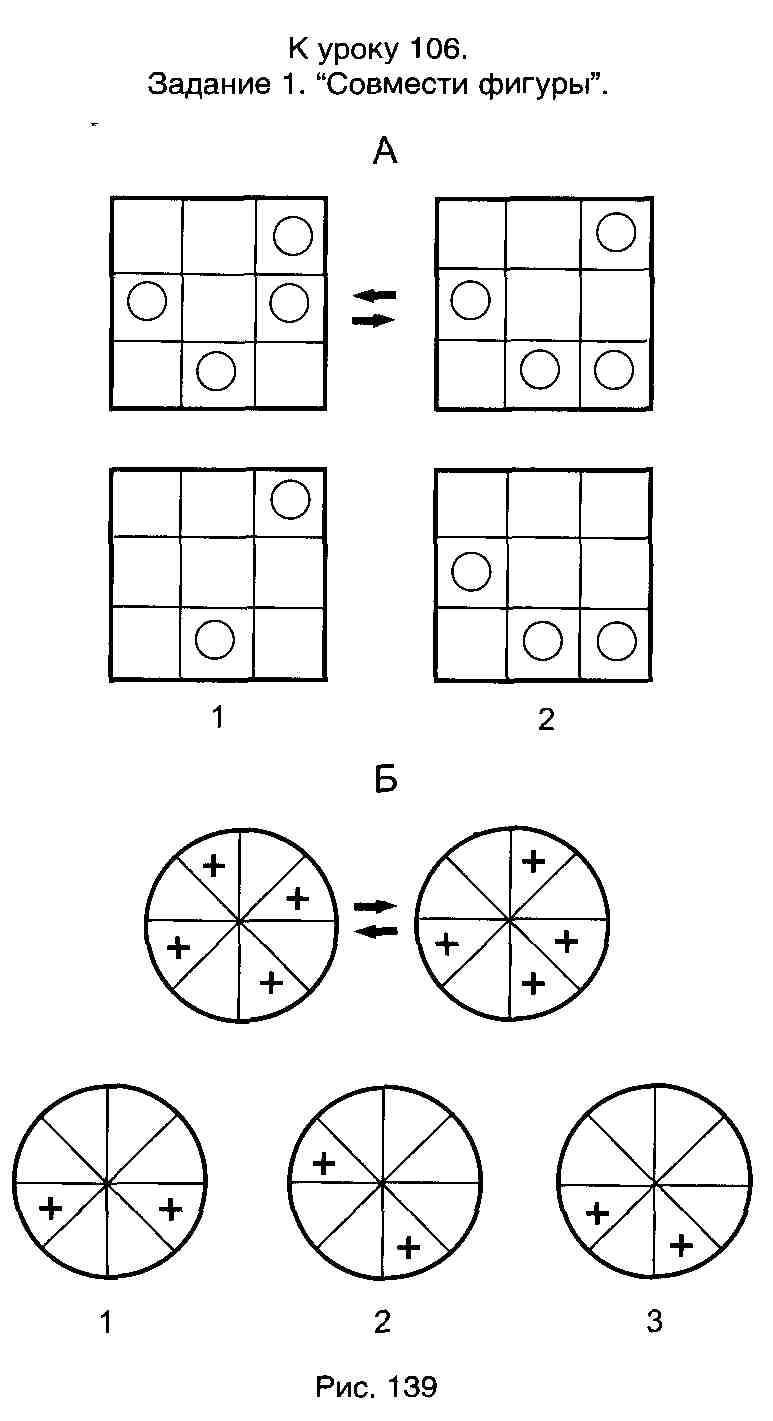 К уроку 106.
Задание 1. “Совмести фигуры”.
А
1 2
Б
1 2 3
Рис. 139